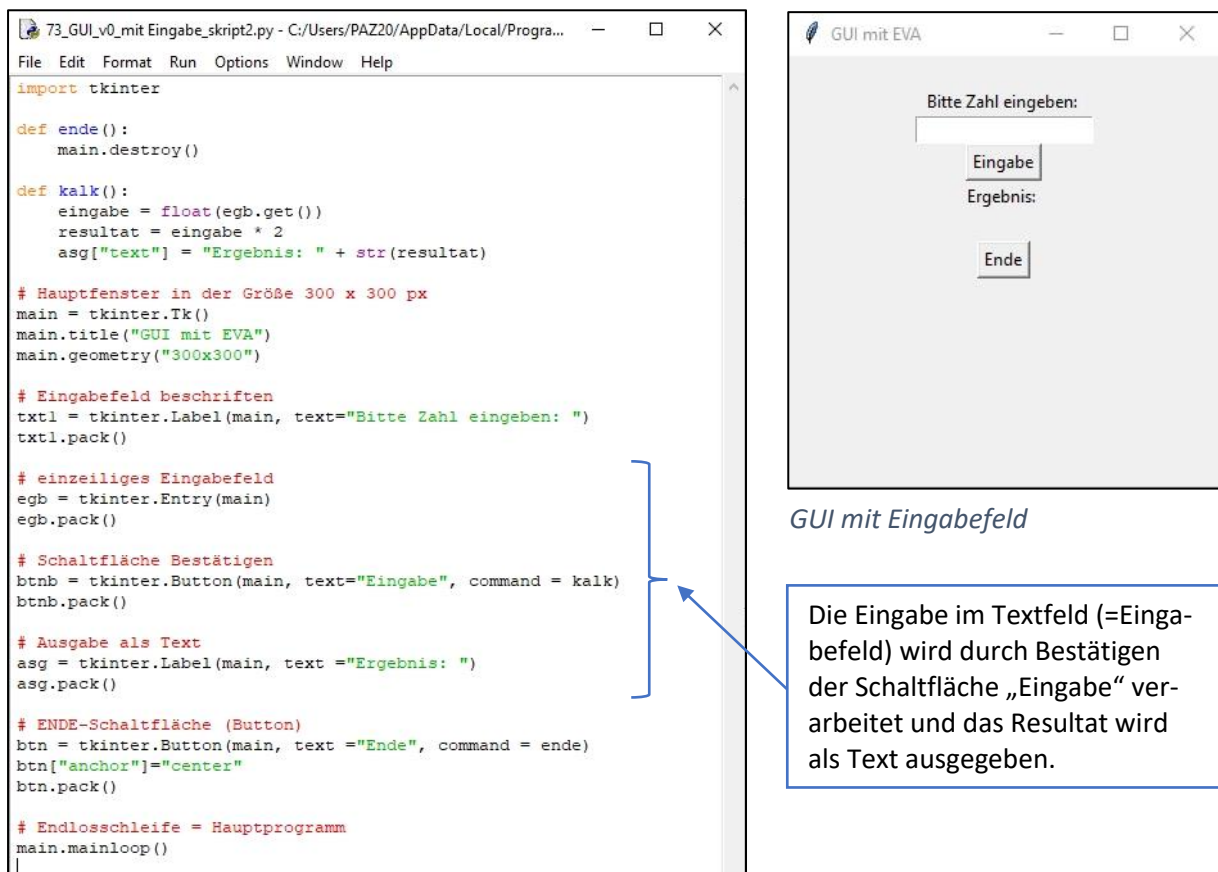 73_GUI_v0_mit Eingabe_skript2.py - C:/Users/PAZ20/AppData/Local/Progra...
File Edit Format Run Options Window Help
import tkinter
def ende():
    main.destroy()
def kalk():
    eingabe = float(egb.get())
    resultat = eingabe * 2
    asg["text"] = "Ergebnis: " + str(resultat)
# Hauptfenster in der Größe 300 x 300 px
main = tkinter.Tk()
main.title("GUI mit EVA")
main.geometry("300x300")
# Eingabefeld beschriften
txt1 = tkinter.Label(main, text="Bitte Zahl eingeben: ")
txt1.pack()
# einzeiliges Eingabefeld
egb = tkinter.Entry(main)
egb.pack()
# Schaltfläche Bestätigen
btnb = tkinter.Button(main, text="Eingabe", command = kalk)
btnb.pack()
# Ausgabe als Text
asg = tkinter.Label(main, text ="Ergebnis: ")
asg.pack()
# ENDE-Schaltfläche (Button)
btn = tkinter.Button(main, text ="Ende", command = ende)
btn["anchor"]="center"
btn.pack()
# Endlosschleife = Hauptprogramm
main.mainloop()
GUI mit EVA
Bitte Zahl eingeben:
Eingabe
Ergebnis:
Ende
GUI mit Eingabefeld
Die Eingabe im Textfeld (=Einga-
befeld) wird durch Bestätigen
der Schaltfläche „Eingabe“ ver-
arbeitet und das Resultat wird
als Text ausgegeben.